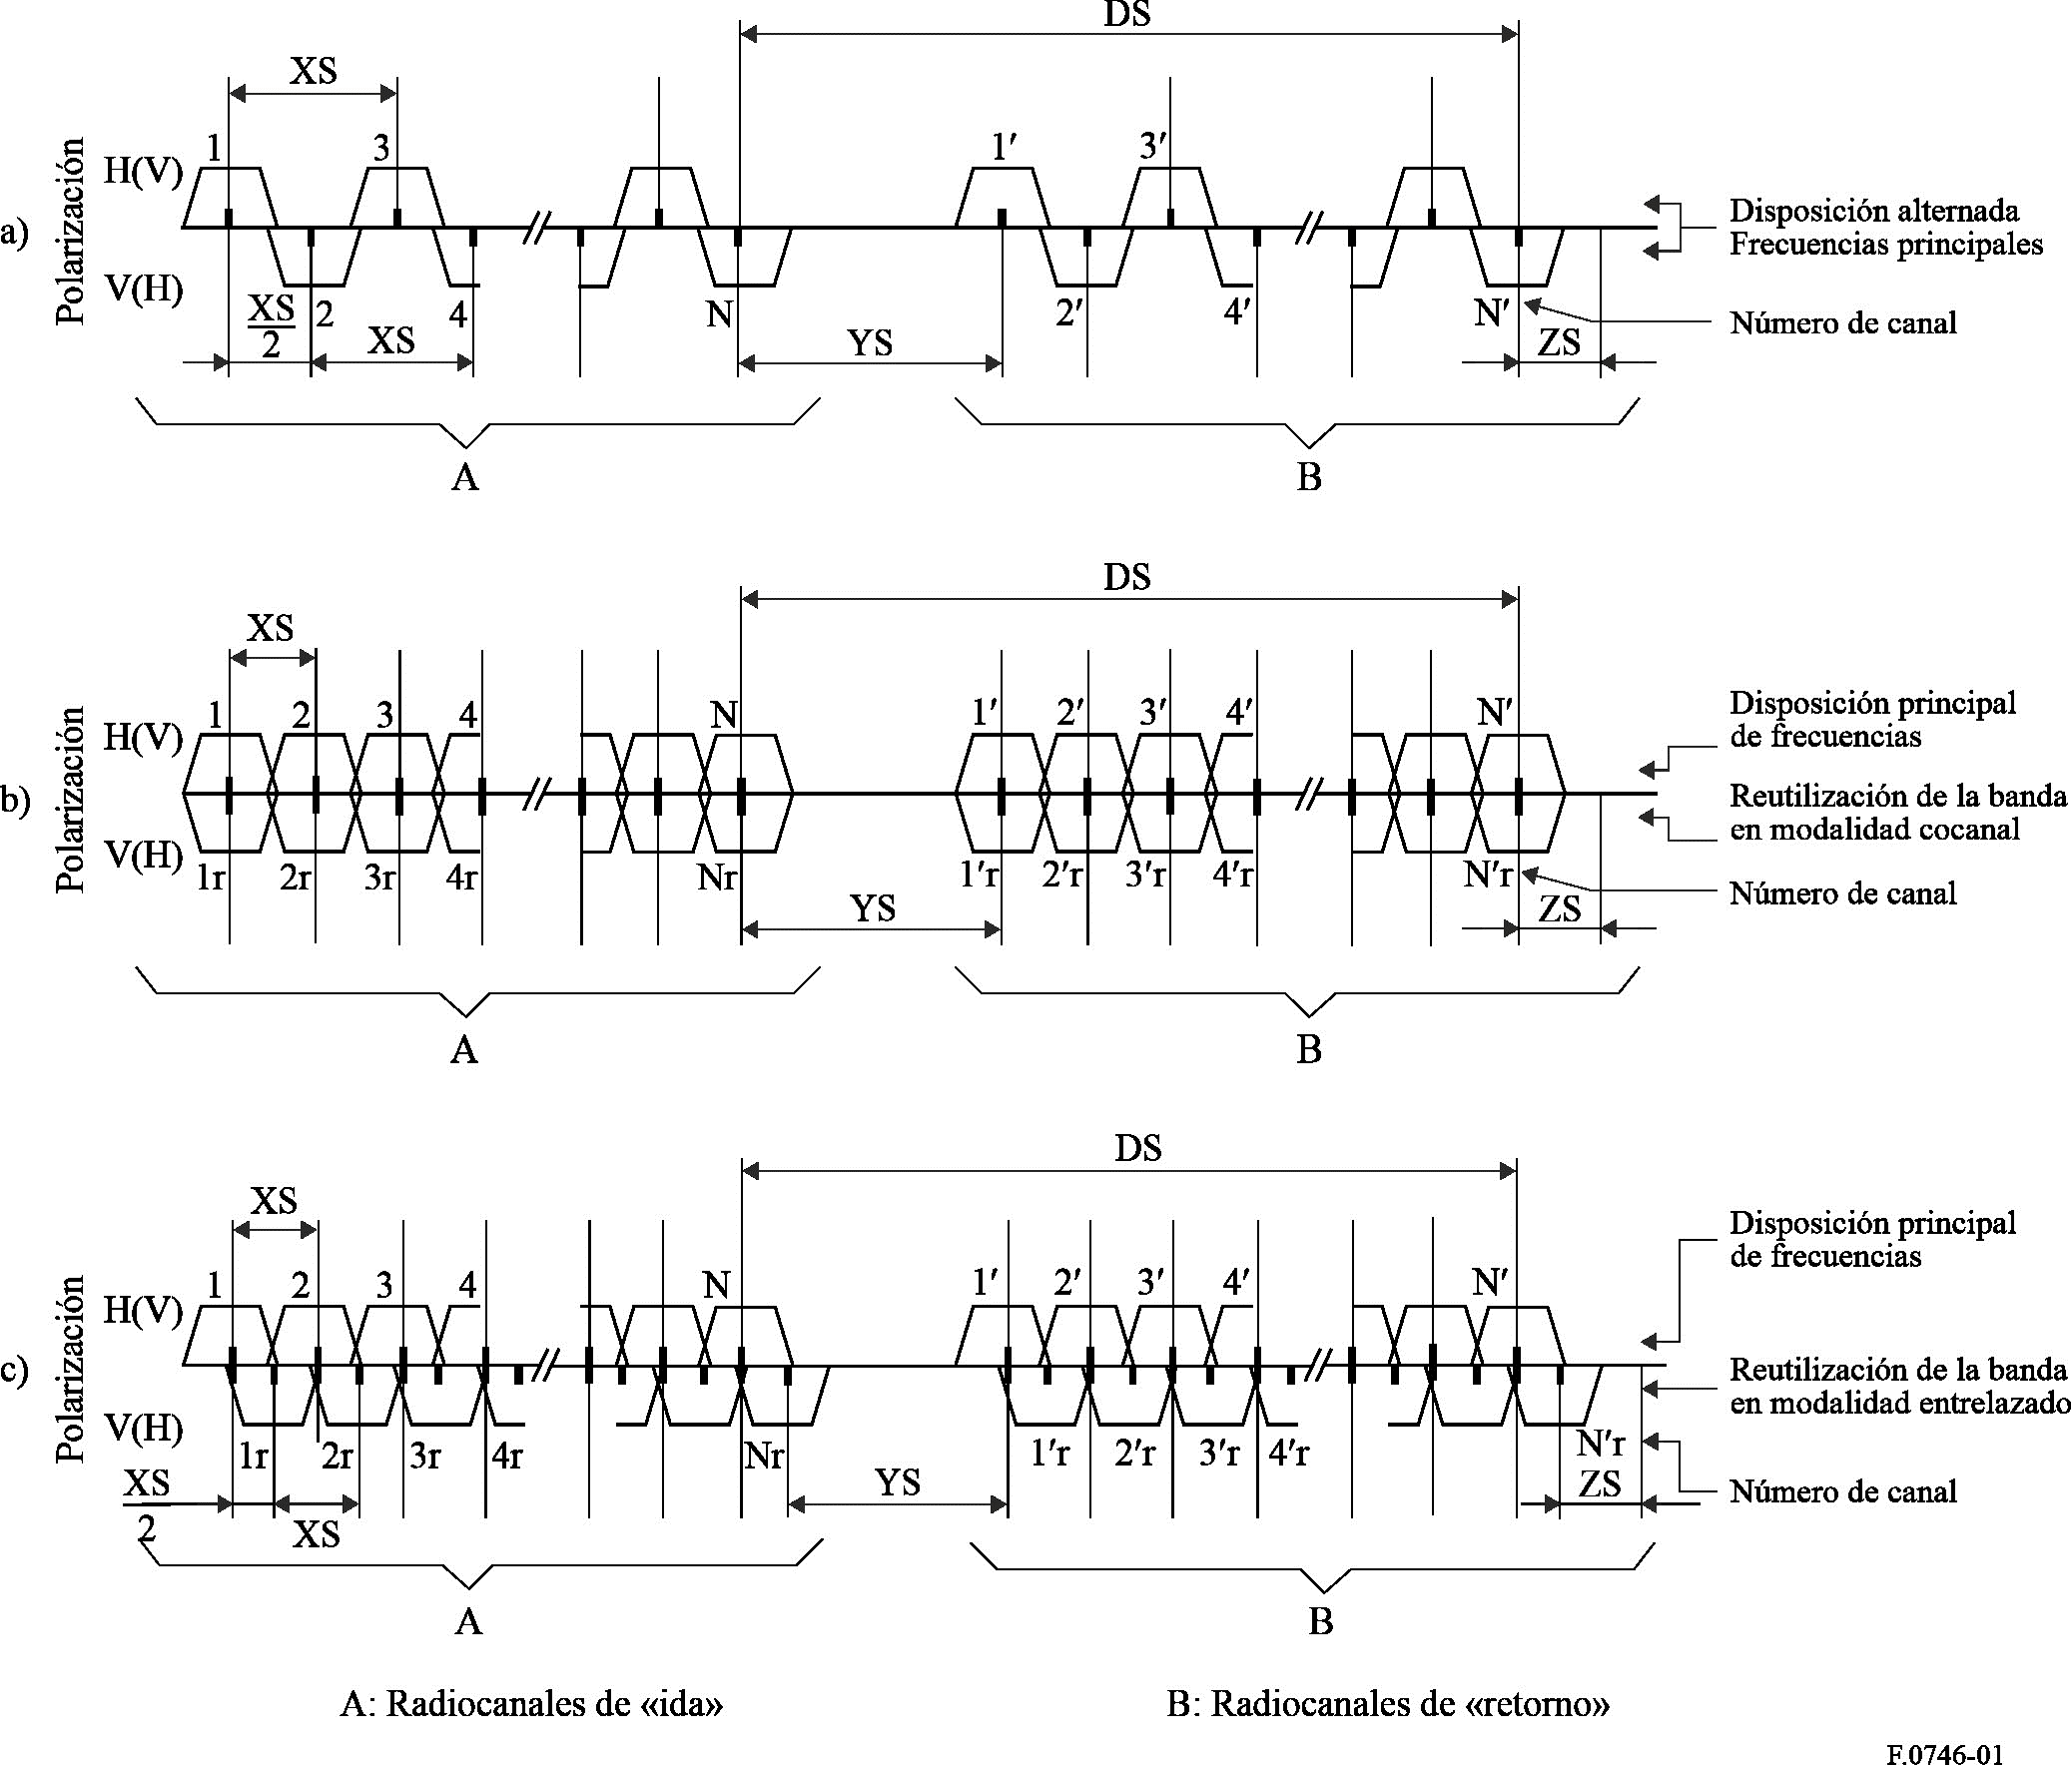 DS
XS
1
3
1′
3′
Polarización
H(V)
a)
Disposición alternada
Frecuencias principales
V(H)
XS
2
2
4
XS
N
YS
2′
4′
N′
ZS
Número de canal
A
B
DS
XS
1
2
3
4
N
1′
2′
3′
4′
N′
Disposición principal
de frecuencias
Polarización
H(V)
b)
Reutilización de la banda
en modalidad cocanal
V(H)
1r
2r
3r
4r
Nr
1′r
2′r
3′r
4′r
N′r
YS
ZS
Número de canal
A
B
DS
XS
1
2
3
4
N
1′
2′
3′
4′
N′
Disposición principal
de frecuencias
Polarización
H(V)
c)
Reutilización de la banda
en modalidad entrelazado
V(H)
1r
2r
3r
4r
Nr
1′r
2′r
3′r
4′r
N′r
XS
2
XS
YS
ZS
Número de canal
A
B
A: Radiocanales de «ida»
B: Radiocanales de «retorno»
F.0746-01